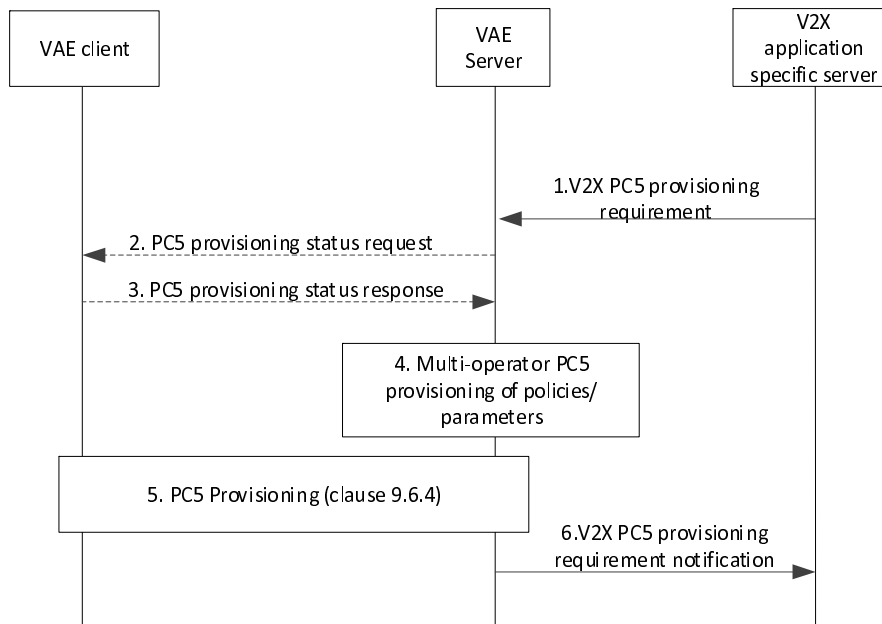 VAE client
VAE
Server
V2X
application
specific server
1.V2X PC5 provisioning
requirement
2. PC5 provisioning status request
3. PC5 provisioning status response
4. Multi-operator PC5
provisioning of policies/
parameters
5. PC5 Provisioning (clause 9.6.4)
6.V2X PC5 provisioning
requirement notification